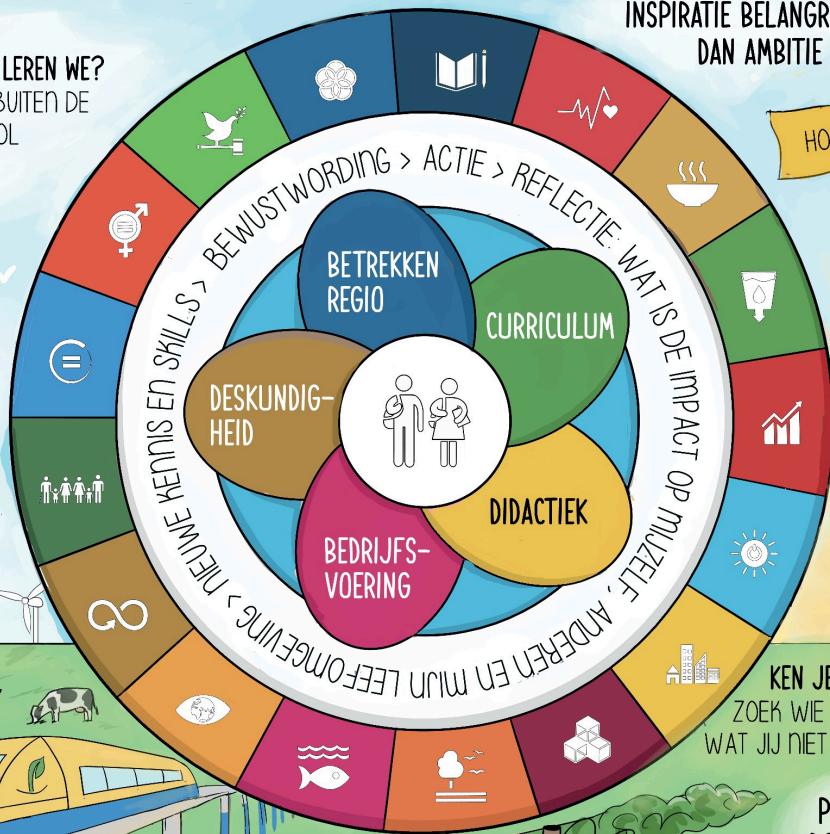 INSPIRATIE BELANGR
DAN AMBITIE
LEREN WE?
BUITEN DE
OL
HO
BEWUSTWORDING > ACTIE > REFLECTIE: WAT IS DE IMPACT OP MIJZELF, ANDEREN EN MIJN LEEFOMGEVING > NIEUWE KENNIS EN SKILLS >
BETREKKEN
REGIO
CURRICULUM
DESKUNDIG-
HEID
DIDACTIEK
BEDRIJFS-
VOERING
KEN JE
ZOEK WIE
WAT JIJ NIET
P